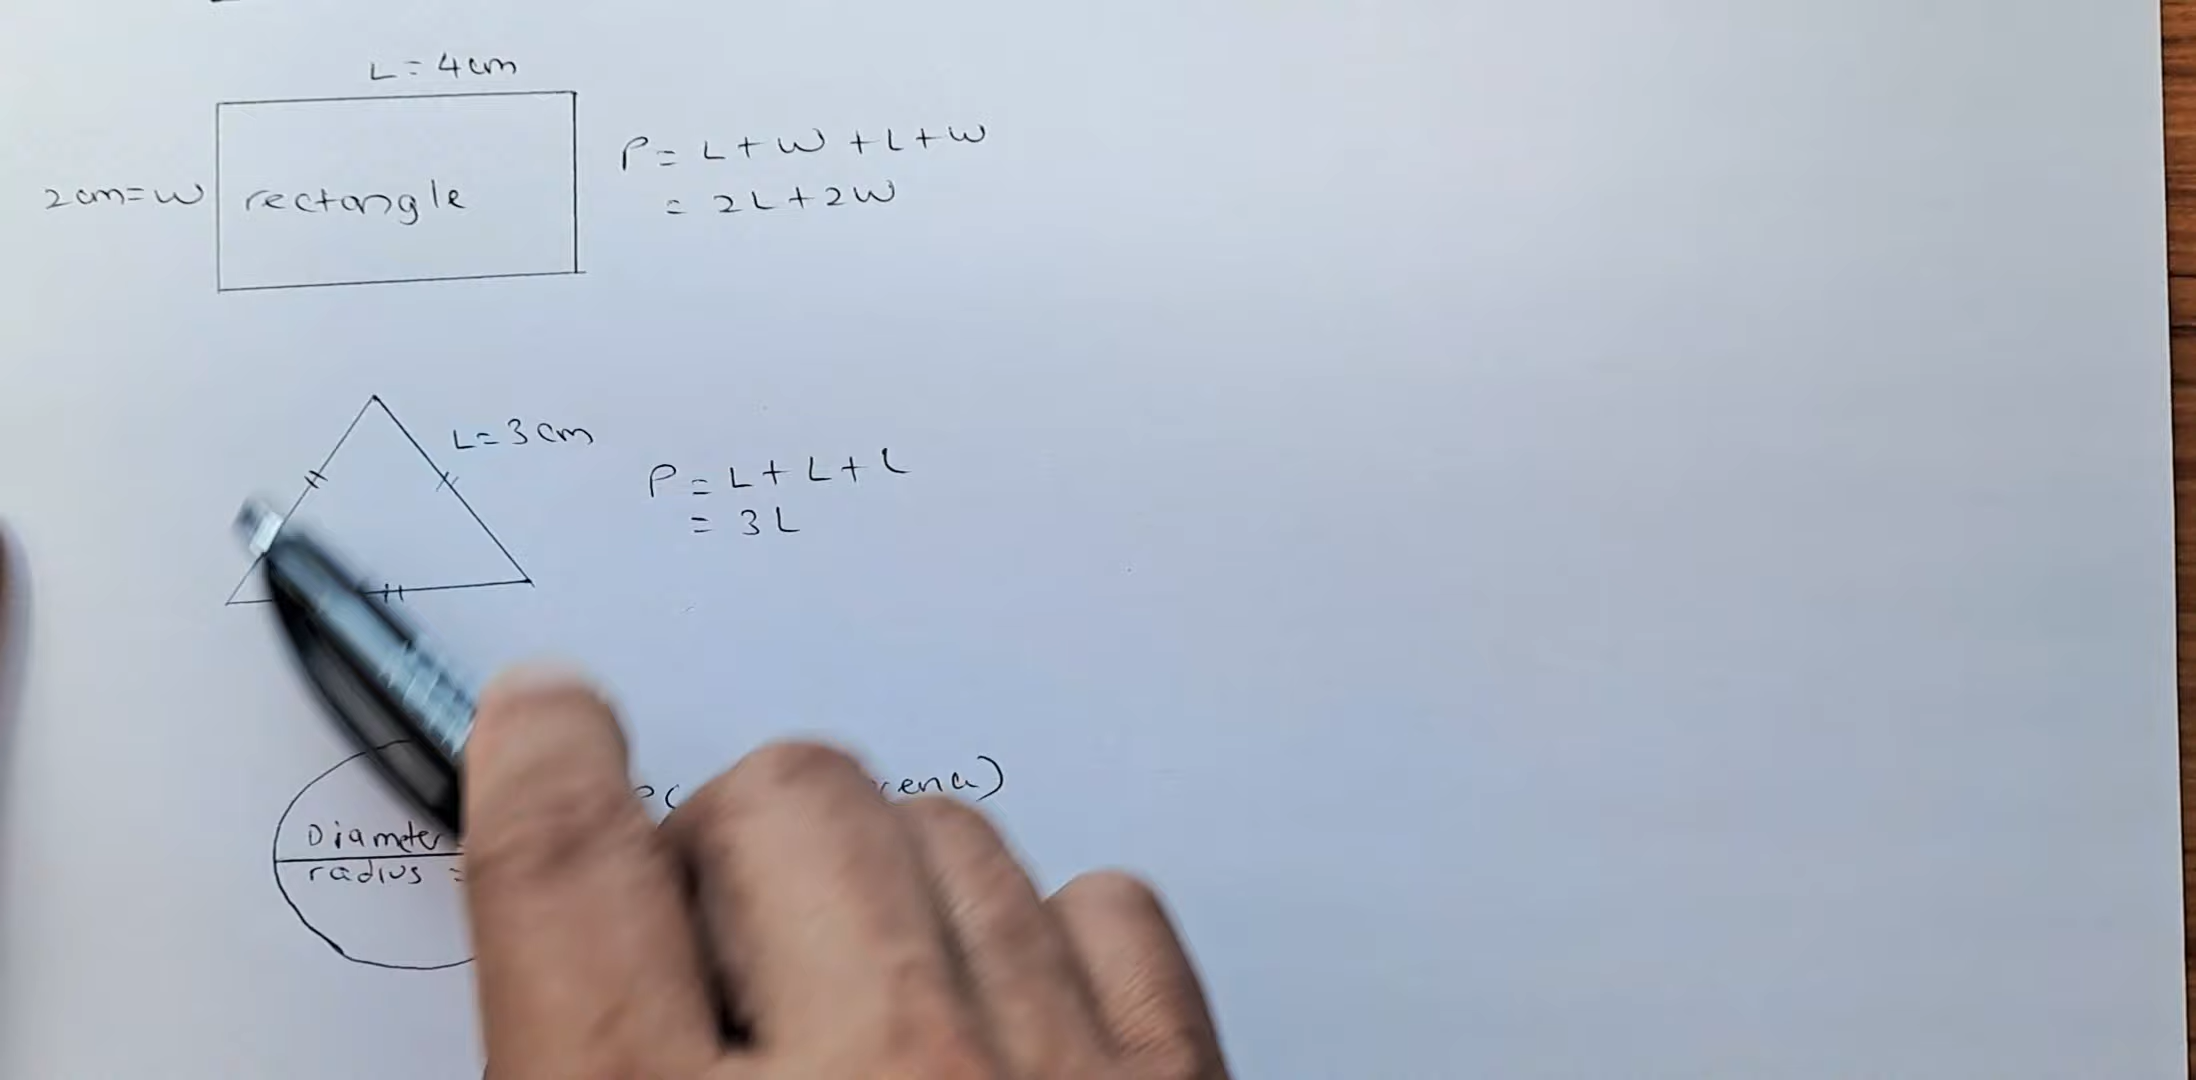 L = 4cm
2cm = W
rectangle
P = L + W + L + W
= 2L + 2W
L = 3cm
P = L + L + L
= 3L
Diameter
radius =